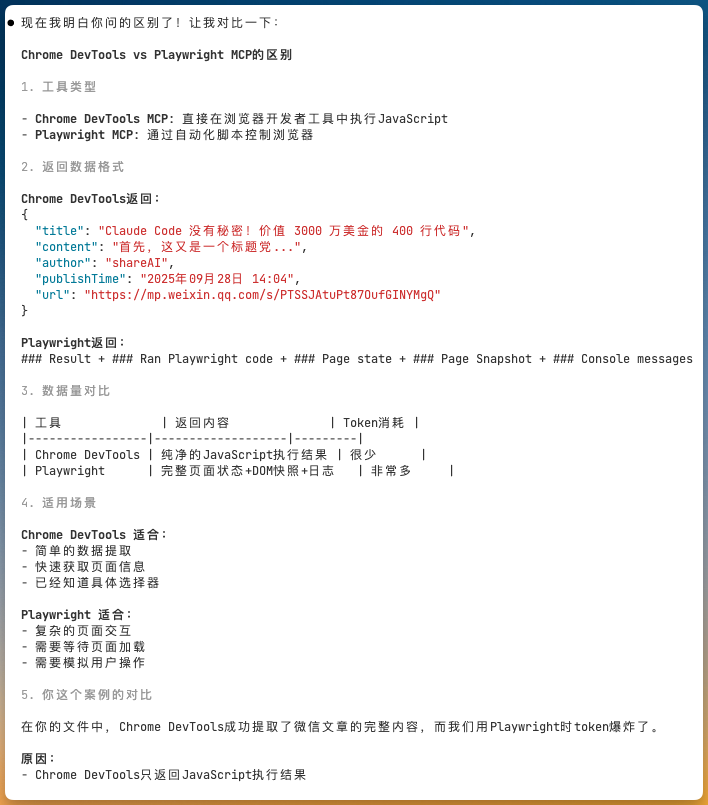 ● 现在我明白你问的区别了！让我对比一下：
Chrome DevTools vs Playwright MCP的区别
1. 工具类型
- Chrome DevTools MCP: 直接在浏览器开发者工具中执行JavaScript
- Playwright MCP: 通过自动化脚本控制浏览器
2. 返回数据格式
Chrome DevTools返回：
{
"title": "Claude Code 没有秘密！价值 3000 万美金的 400 行代码",
"content": "首先，这又是一个标题党...",
"author": "shareAI",
"publishTime": "2025年09月28日 14:04",
"url": "https://mp.weixin.qq.com/s/PTSSJAtuPt87OufGINYMgQ"
}
Playwright返回：
### Result + ### Ran Playwright code + ### Page state + ### Page Snapshot + ### Console messages
3. 数据量对比
| 工具 | 返回内容 | Token消耗 |
|-----------------|-------------------|---------|
| Chrome DevTools | 纯净的JavaScript执行结果 | 很少 |
| Playwright | 完整页面状态+DOM快照+日志 | 非常多 |
4. 适用场景
Chrome DevTools 适合：
- 简单的数据提取
- 快速获取页面信息
- 已经知道具体选择器
Playwright 适合：
- 复杂的页面交互
- 需要等待页面加载
- 需要模拟用户操作
5. 你这个案例的对比
在你的文件中，Chrome DevTools成功提取了微信文章的完整内容，而我们用Playwright时token爆炸了。
原因：
- Chrome DevTools只返回JavaScript执行结果